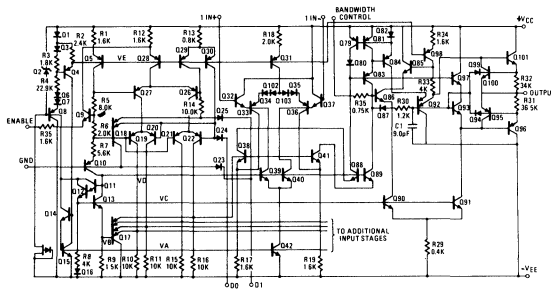 1 IN+
1 IN-
BANDWIDTH
CONTROL
+VCC
Q1
Q3
R2
2.4K
R1
1.6K
R12
1.6K
R13
0.8K
Q29
Q30
R18
2.0K
Q79
Q82
Q81
Q98
R34
1.6K
Q101
R3
1.8K
Q2
Q4
Q5
VE
Q28
Q26
Q31
Q80
Q84
Q83
Q85
Q97
Q99
Q100
R32
34K
R4
22.9K
Q6
Q7
Q27
R14
10.0K
Q32
Q33
Q102
Q35
Q34
Q103
Q36
Q37
R35
0.75K
Q86
R33
4K
Q92
Q93
OUTPUT
R31
36.5K
Q8
Q9
R5
8.0K
R6
2.0K
Q18
Q20
Q19
Q21
Q22
Q25
Q24
Q87
R30
1.2K
C1
9.0pF
Q94
Q95
Q96
ENABLE
R35
1.6K
R7
5.6K
Q23
Q38
Q41
Q88
Q89
GND
Q10
Q11
Q12
VD
Q39
Q40
Q13
VC
Q90
Q91
Q14
Q17
VB
TO ADDITIONAL
INPUT STAGES
VA
Q42
Q15
R8
4K
Q16
R9
1.5K
R10
10K
R11
10K
R15
10K
R16
10K
R17
1.6K
R19
1.6K
R29
0.4K
-VEE
D0
D1